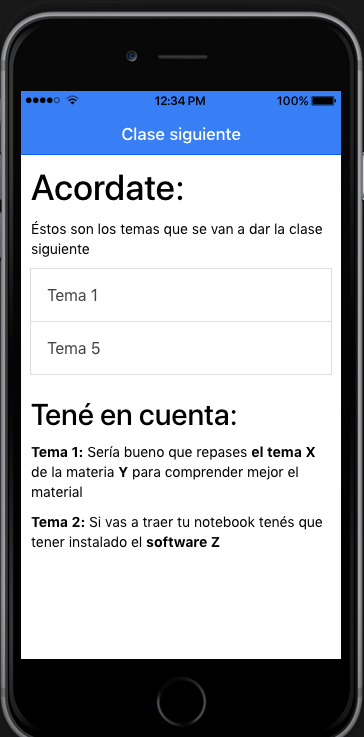 12:34 PM
100%
Clase siguiente
Acordate:
Éstos son los temas que se van a dar la clase
siguiente
Tema 1
Tema 5
Tené en cuenta:
Tema 1: Sería bueno que repases el tema X
de la materia Y para comprender mejor el
material
Tema 2: Si vas a traer tu notebook tenés que
tener instalado el software Z